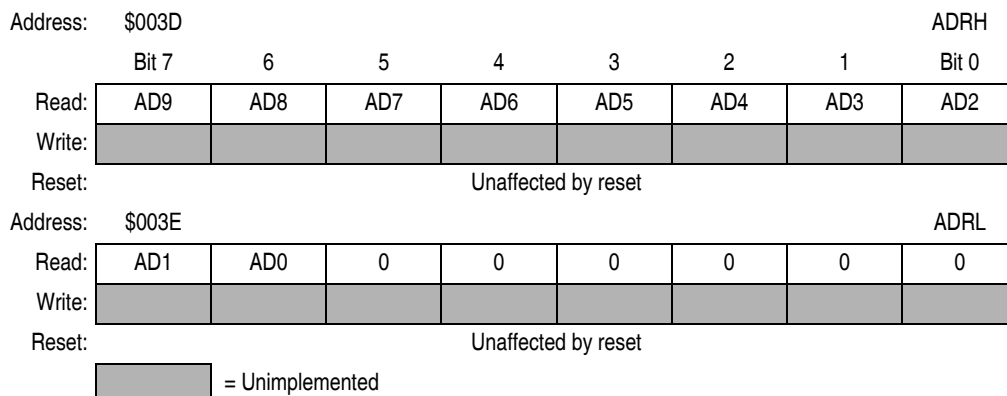 Address: $003D ADRH
Bit 7 6 5 4 3 2 1 Bit 0
Read: AD9 AD8 AD7 AD6 AD5 AD4 AD3 AD2
Write:
Reset: Unaffected by reset
Address: $003E ADRL
Read: AD1 AD0 0 0 0 0 0 0
Write:
Reset: Unaffected by reset
= Unimplemented